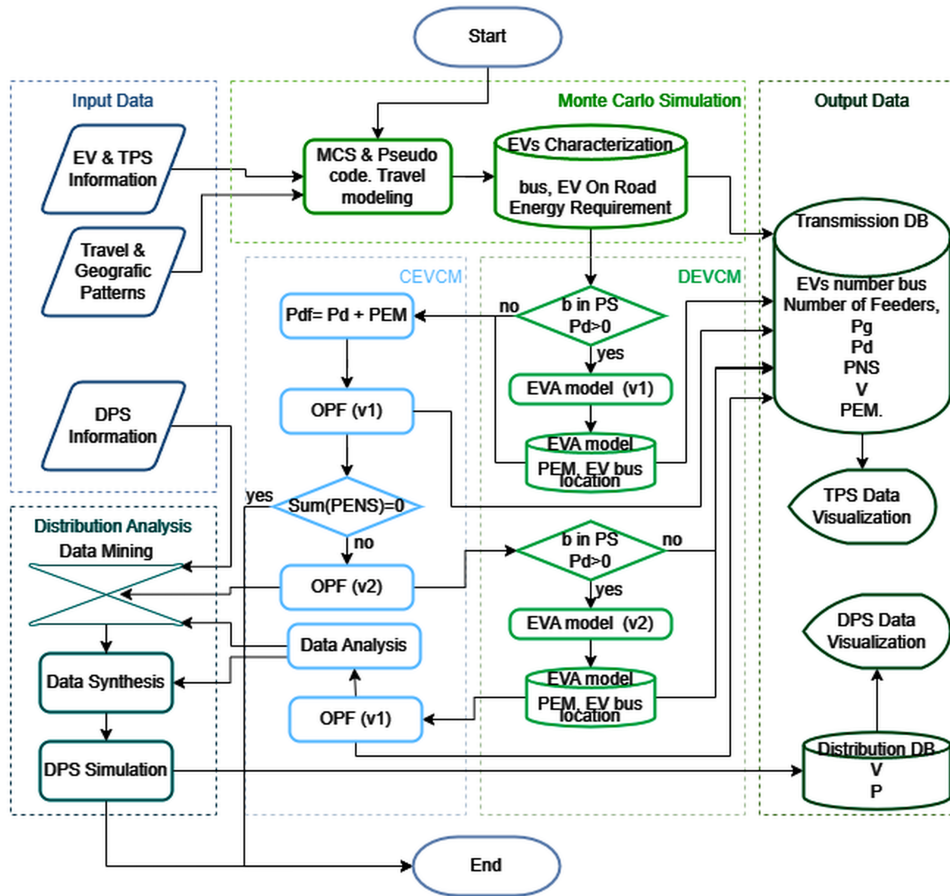 Start
Input Data
EV & TPS
Information
Travel &
Geografic
Patterns
DPS
Information
Monte Carlo Simulation
MCS & Pseudo
code. Travel
modeling
EVs Characterization
bus, EV On Road
Energy Requirement
Output Data
Transmission DB
EVs number bus
Number of Feeders,
Pg
Pd
PNS
V
PEM.
TPS Data
Visualization
DPS Data
Visualization
Distribution DB
V
P
CEVCM
Pdf= Pd + PEM
OPF (v1)
yes
Sum(PENS)=0
no
OPF (v2)
Data Analysis
OPF (v1)
DEVCM
no
b in PS
Pd>0
yes
EVA model (v1)
EVA model
PEM, EV bus
location
b in PS
Pd>0
no
yes
EVA model (v2)
EVA model
PEM, EV bus
location
Distribution Analysis
Data Mining
Data Synthesis
DPS Simulation
End